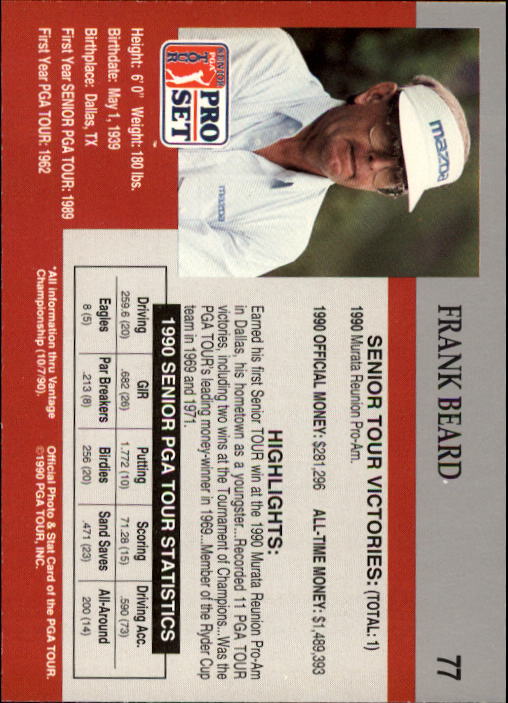 FRANK BEARD
77
mazda
mazda
SENIOR
PGA
TOUR
PRO
SET
Height: 6'0" Weight: 180 lbs.
Birthdate: May 1, 1939
Birthplace: Dallas, TX
First Year SENIOR PGA TOUR: 1989
First Year PGA TOUR: 1962
SENIOR TOUR VICTORIES: (TOTAL: 1)
1990 Murata Reunion Pro-Am.
1990 OFFICIAL MONEY: $281,296 ALL-TIME MONEY: $1,489,393
HIGHLIGHTS:
Earned his first Senior TOUR win at the 1990 Murata Reunion Pro-Am
in Dallas, his hometown as a youngster...Recorded 11 PGA TOUR
victories, including two wins at the Tournament of Champions...Was the
PGA TOUR's leading money-winner in 1969...Member of the Ryder Cup
team in 1969 and 1971.
1990 SENIOR PGA TOUR STATISTICS
Driving GIR Putting Scoring Driving Acc.
259.6 (20) .682 (26) 1.772 (10) 71.28 (15) .590 (73)
Eagles Par Breakers Birdies Sand Saves All-Around
8 (5) .213 (8) 256 (20) .471 (23) 200 (14)
*All information thru Vantage
Championship (10/7/90).
Official Photo & Stat Card of the PGA TOUR.
©1990 PGA TOUR, INC.